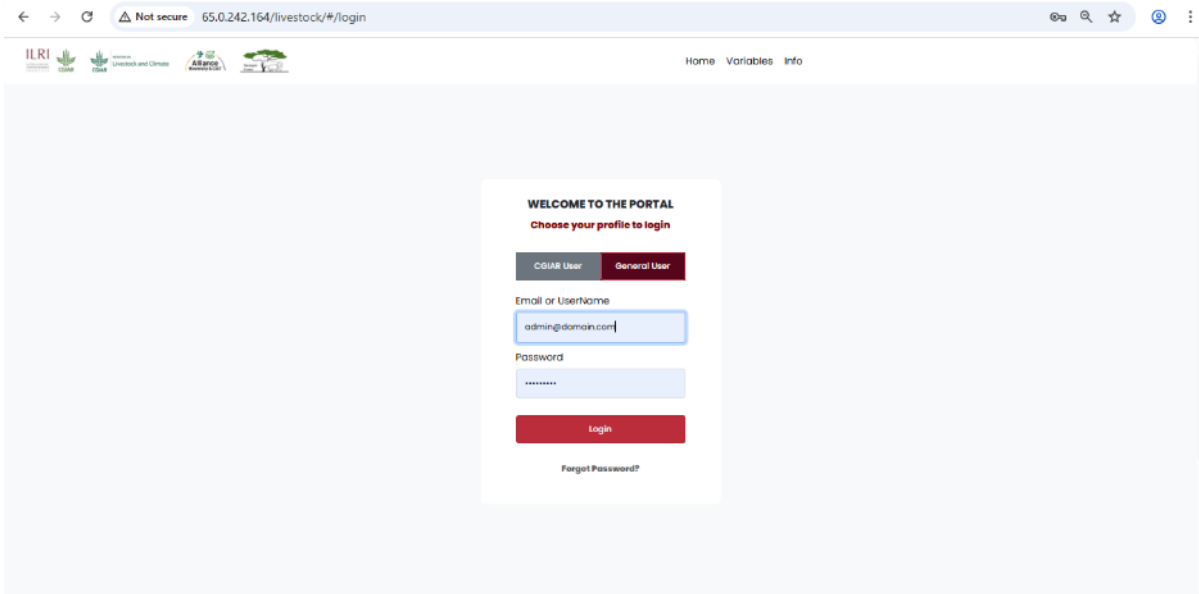 Not secure 65.0.242.164/livestock/#/login
ILRI
CGIAR
CGIAR
Livestock and Climate
Alliance
Home Variables Info
WELCOME TO THE PORTAL
Choose your profile to login
CGIAR User General User
Email or UserName
admin@domain.com
Password
•••••••••
Login
Forgot Password?